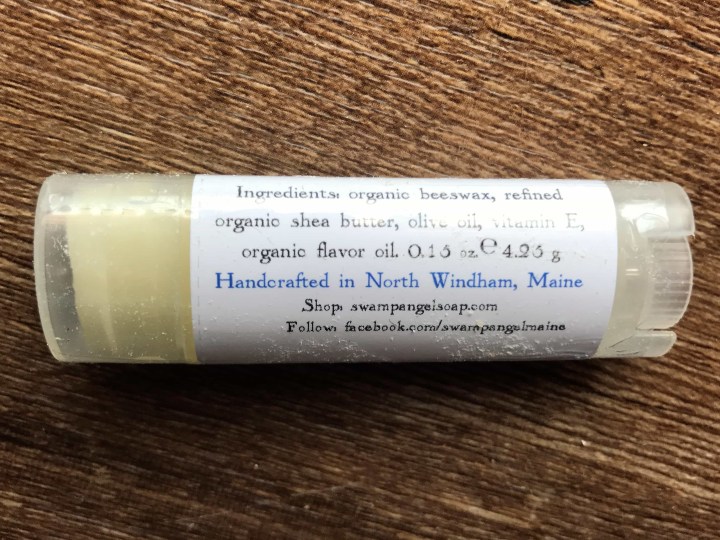 Ingredients: organic beeswax, refined
organic shea butter, olive oil, vitamin E,
organic flavor oil. 0.15 oz ℮ 4.25 g
Handcrafted in North Windham, Maine
Shop: swampangelsoap.com
Follow: facebook.com/swampangelmaine